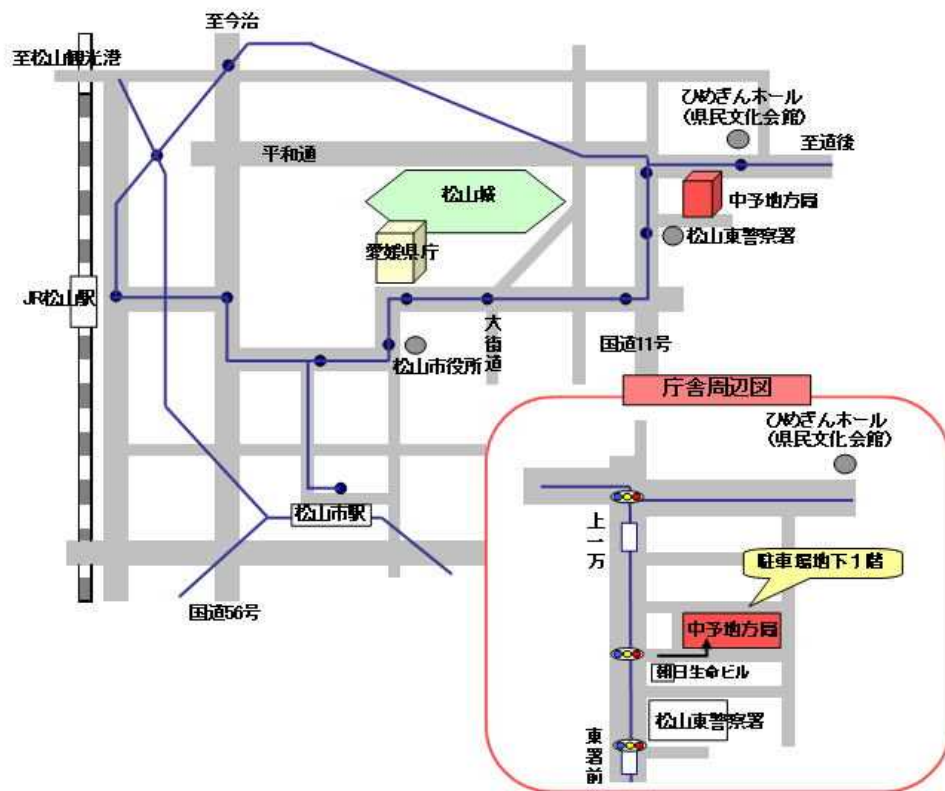 至今治
至松山観光港
ひめぎんホール
(県民文化会館)
至道後
平和通
松山城
中予地方局
松山東警察署
愛媛県庁
JR松山駅
大街道
国道11号
松山市役所
庁舎周辺図
ひめぎんホール
(県民文化会館)
上一万
松山市駅
駐車場地下1階
国道56号
中予地方局
朝日生命ビル
松山東警察署
東署前